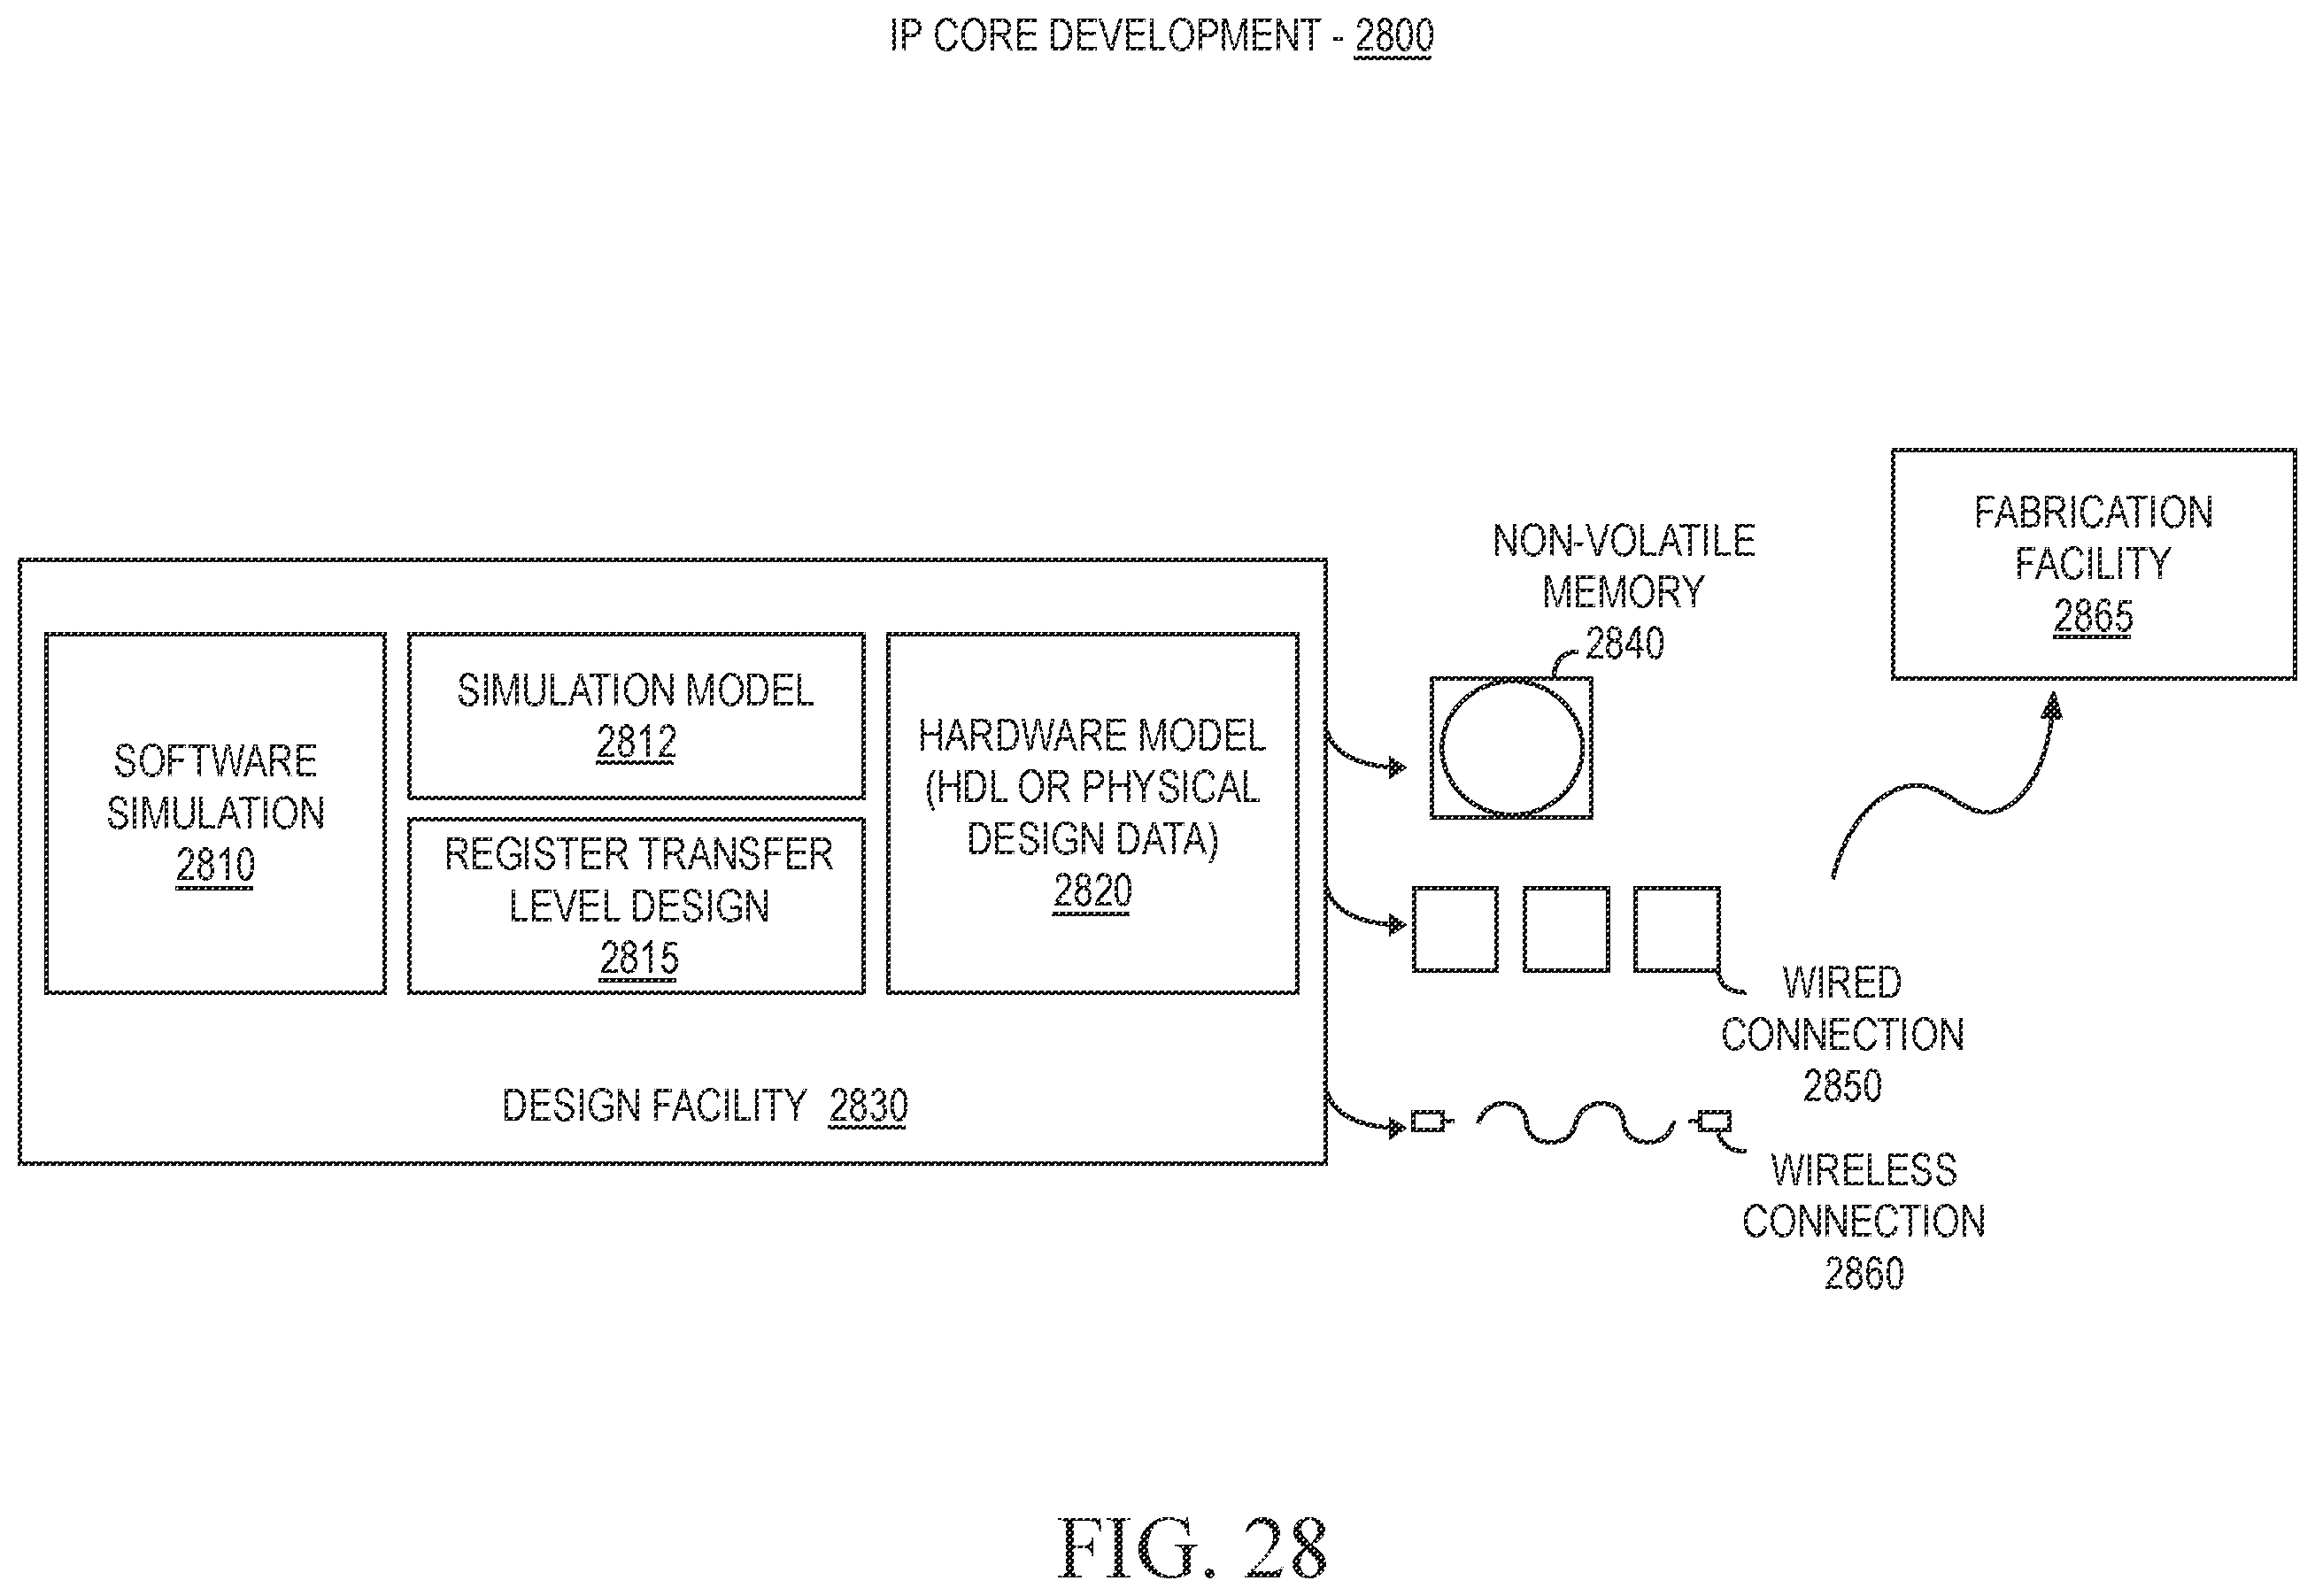 IP CORE DEVELOPMENT - 2800
SOFTWARE
SIMULATION
2810
SIMULATION MODEL
2812
REGISTER TRANSFER
LEVEL DESIGN
2815
HARDWARE MODEL
(HDL OR PHYSICAL
DESIGN DATA)
2820
DESIGN FACILITY 2830
NON-VOLATILE
MEMORY
2840
WIRED
CONNECTION
2850
WIRELESS
CONNECTION
2860
FABRICATION
FACILITY
2865
FIG. 28